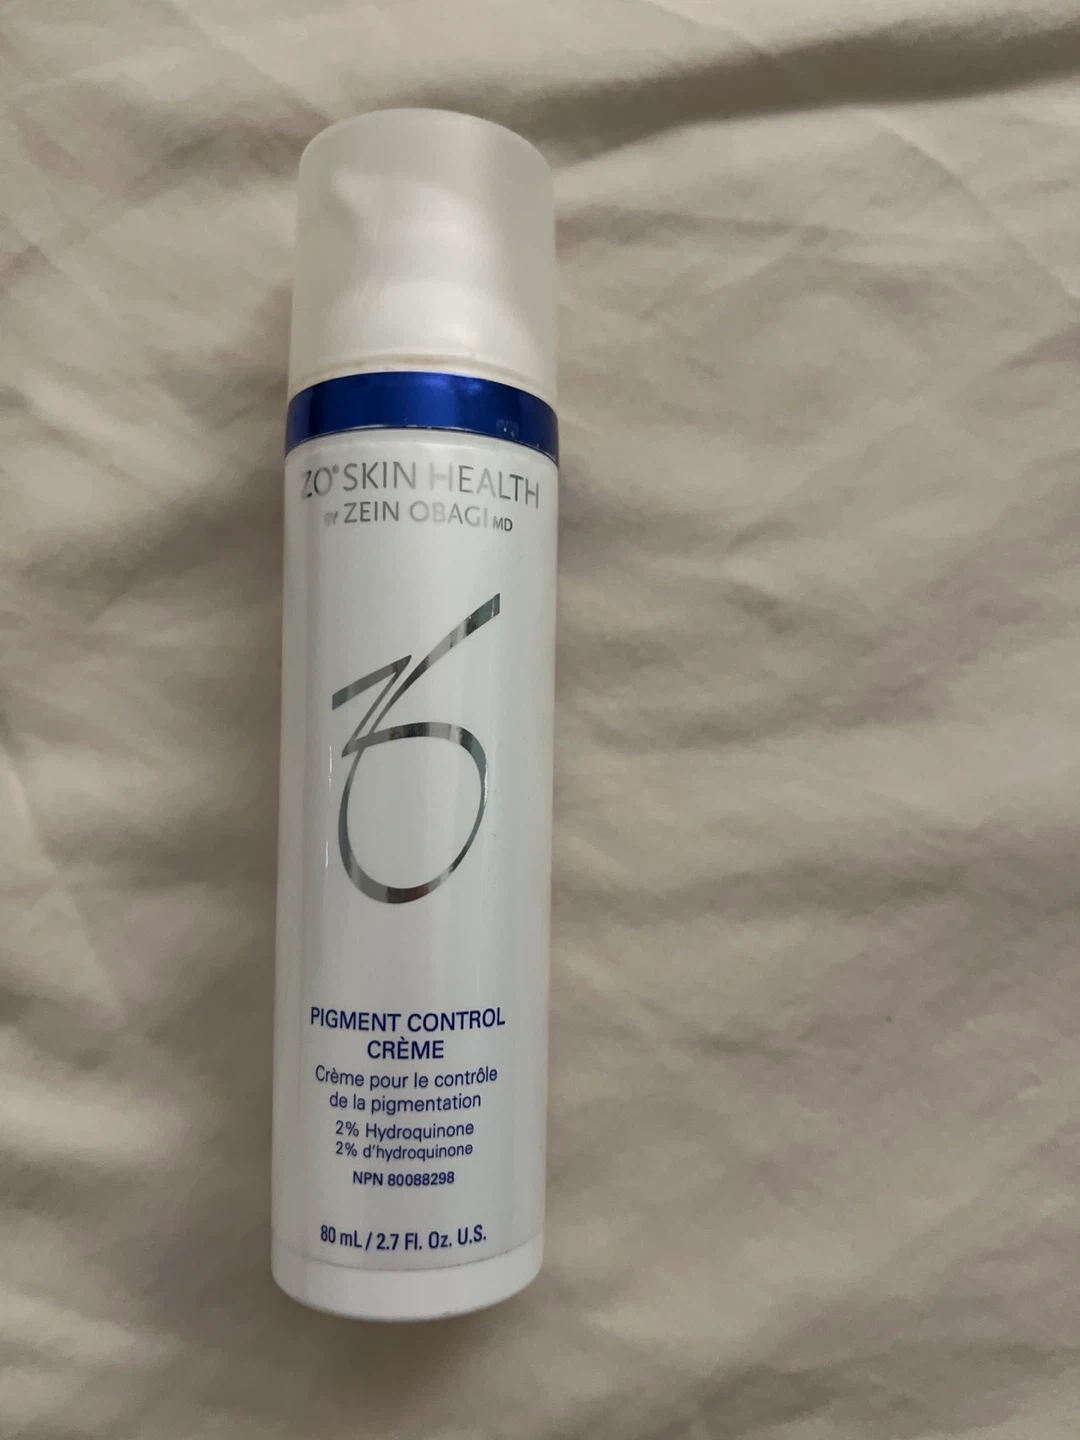 ZO® SKIN HEALTH
BY ZEIN OBAGI MD
ZO
PIGMENT CONTROL
CRÈME
Crème pour le contrôle
de la pigmentation
2% Hydroquinone
2% d'hydroquinone
NPN 80088298
80 mL / 2.7 Fl. Oz. U.S.